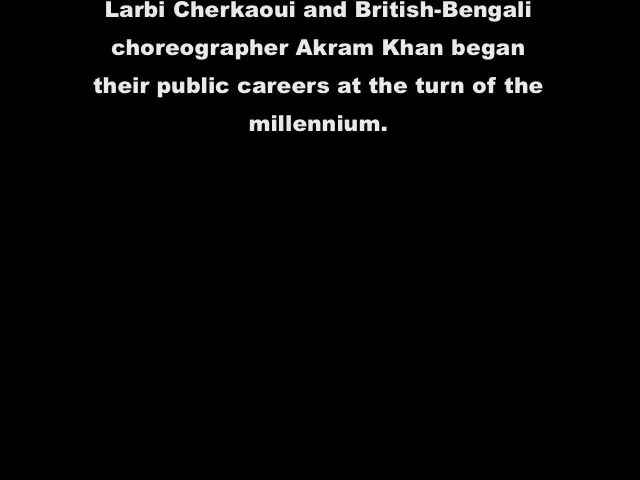 Larbi Cherkaoui and British-Bengali
choreographer Akram Khan began
their public careers at the turn of the
millennium.